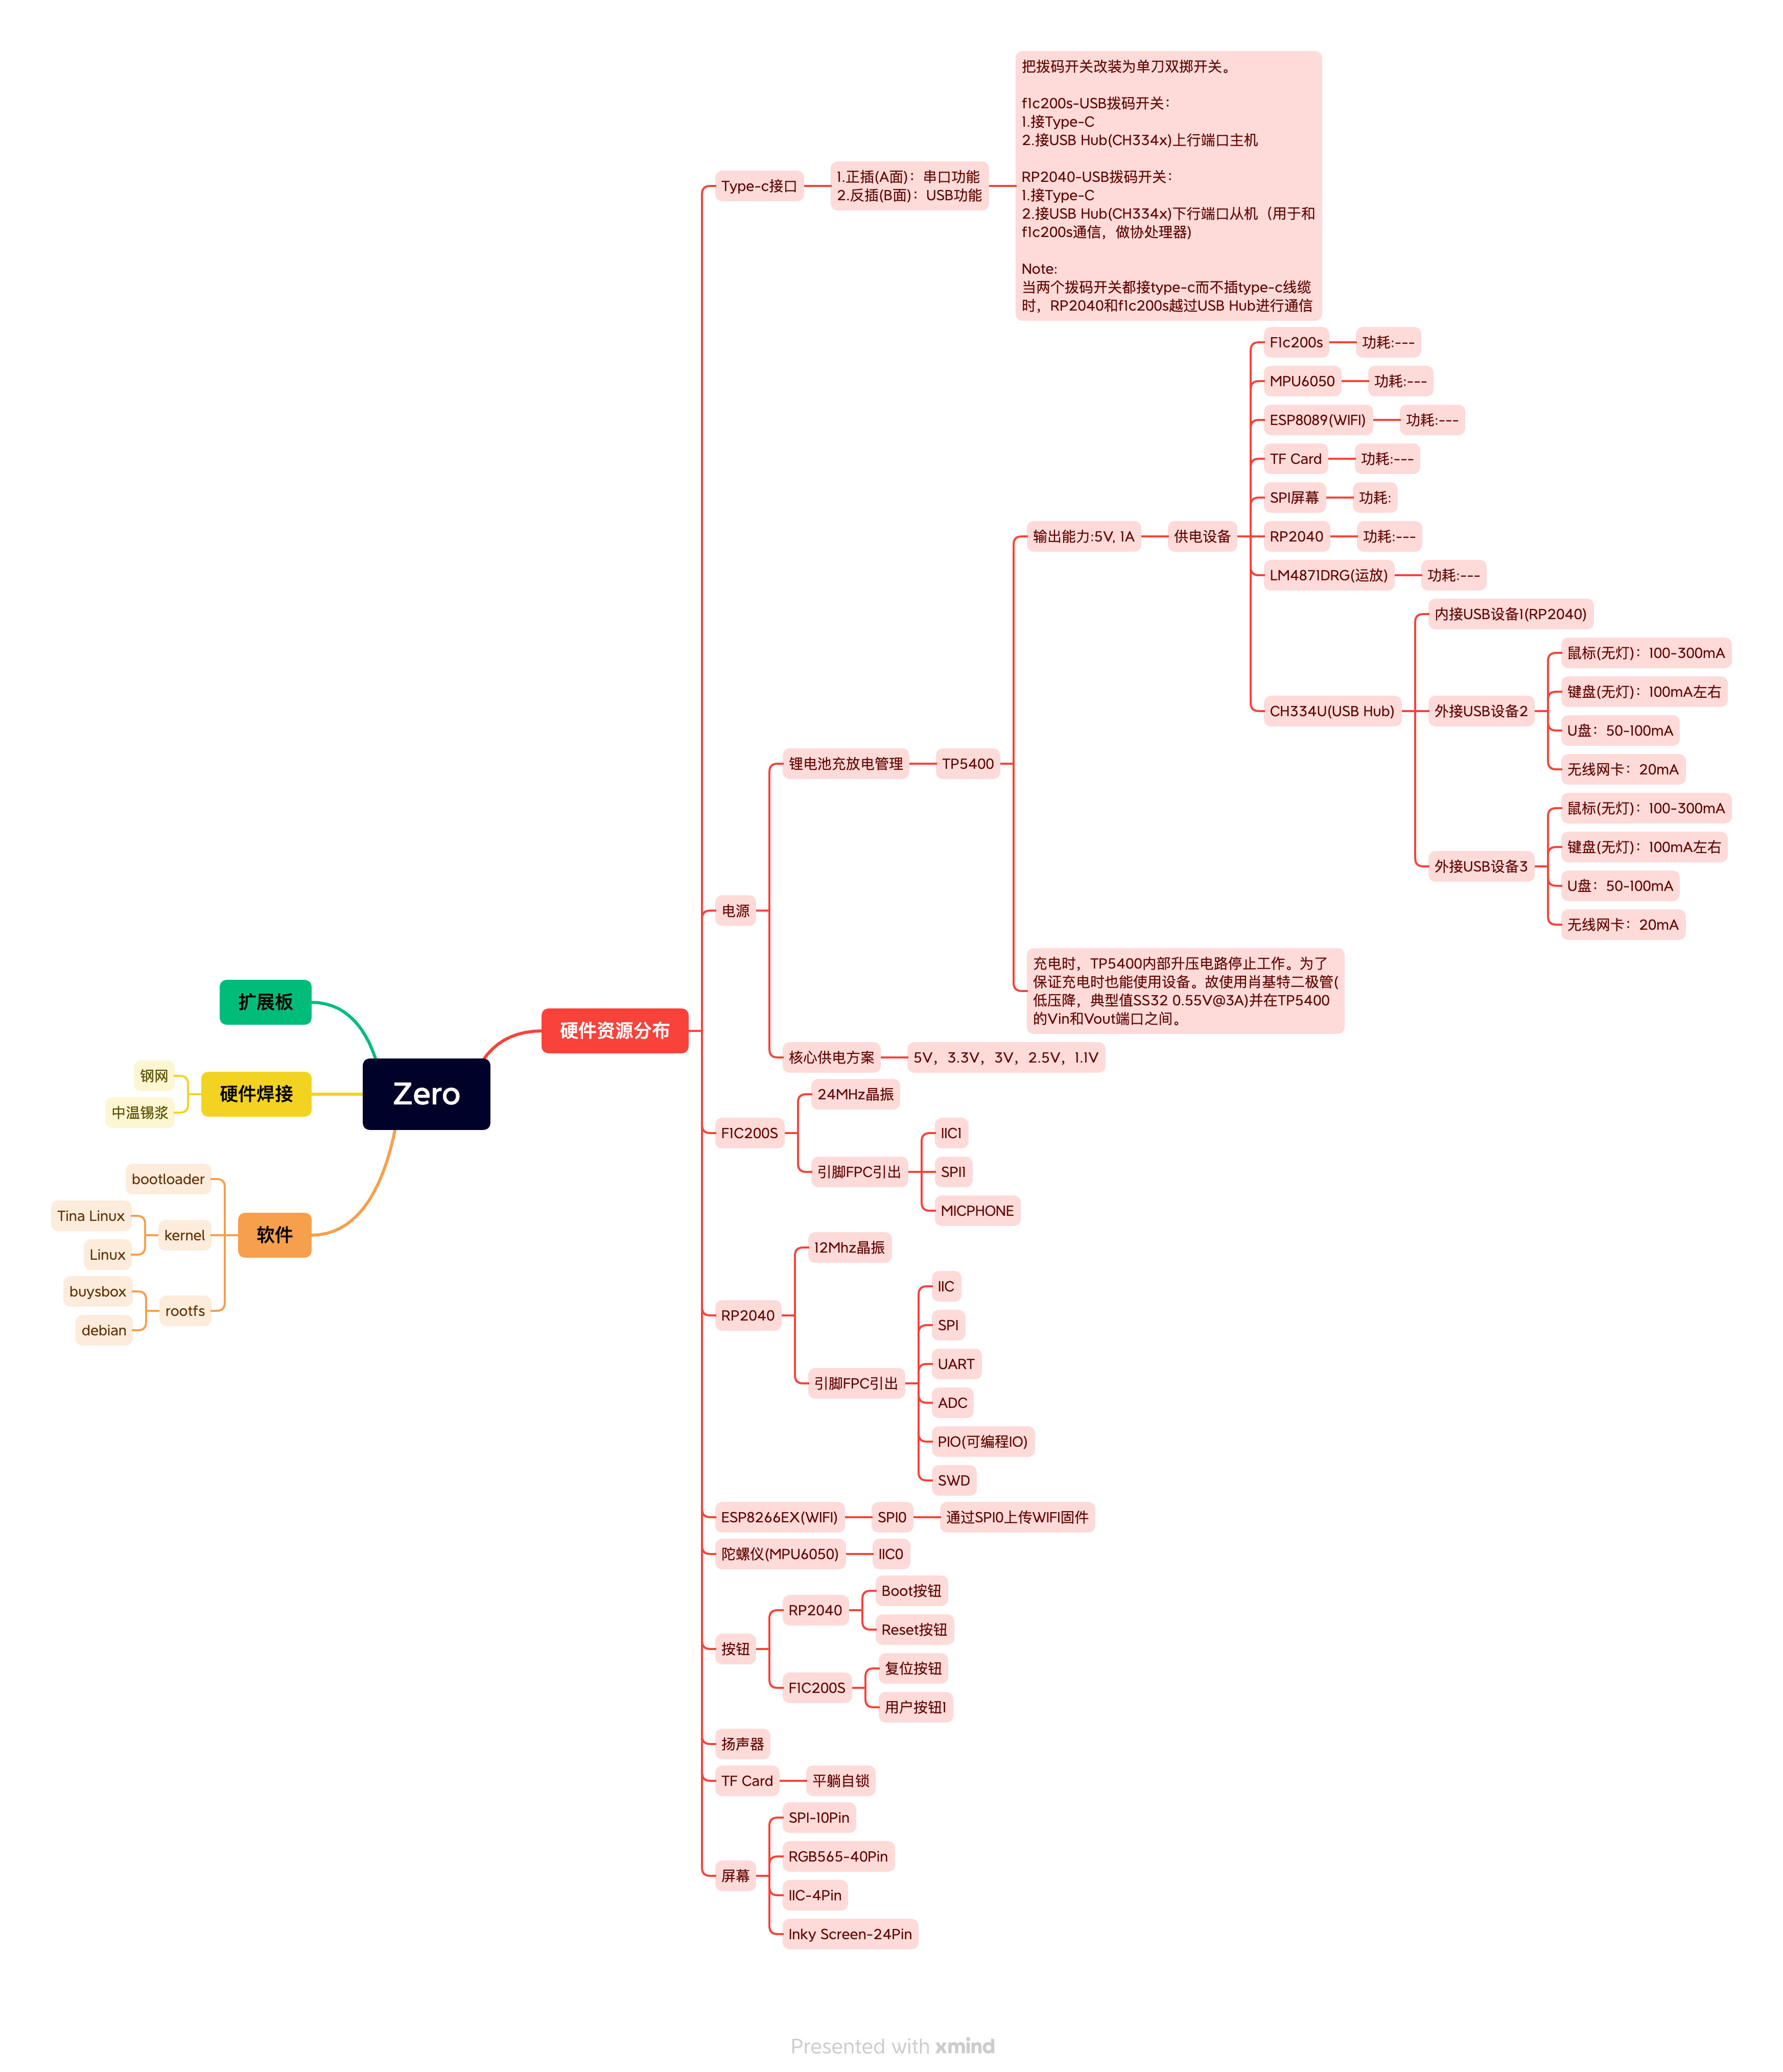 Zero
硬件资源分布
Type-c接口
1.正插(A面)：串口功能
2.反插(B面)：USB功能
把拨码开关改装为单刀双掷开关。
f1c200s-USB拨码开关：
1.接Type-C
2.接USB Hub(CH334x)上行端口主机
RP2040-USB拨码开关：
1.接Type-C
2.接USB Hub(CH334x)下行端口从机（用于和
f1c200s通信，做协处理器)
Note:
当两个拨码开关都接type-c而不插type-c线缆
时，RP2040和f1c200s越过USB Hub进行通信
电源
锂电池充放电管理
TP5400
输出能力:5V, 1A
供电设备
F1c200s
功耗:---
MPU6050
功耗:---
ESP8089(WIFI)
功耗:---
TF Card
功耗:---
SPI屏幕
功耗:
RP2040
功耗:---
LM4871DRG(运放)
功耗:---
CH334U(USB Hub)
内接USB设备1(RP2040)
外接USB设备2
鼠标(无灯)：100-300mA
键盘(无灯)：100mA左右
U盘：50-100mA
无线网卡：20mA
外接USB设备3
鼠标(无灯)：100-300mA
键盘(无灯)：100mA左右
U盘：50-100mA
无线网卡：20mA
充电时，TP5400内部升压电路停止工作。为了
保证充电时也能使用设备。故使用肖基特二极管(
低压降，典型值SS32 0.55V@3A)并在TP5400
的Vin和Vout端口之间。
核心供电方案
5V，3.3V，3V，2.5V，1.1V
F1C200S
24MHz晶振
引脚FPC引出
IIC1
SPI1
MICPHONE
RP2040
12Mhz晶振
引脚FPC引出
IIC
SPI
UART
ADC
PIO(可编程IO)
SWD
ESP8266EX(WIFI)
SPI0
通过SPI0上传WIFI固件
陀螺仪(MPU6050)
IIC0
按钮
RP2040
Boot按钮
Reset按钮
F1C200S
复位按钮
用户按钮1
扬声器
TF Card
平躺自锁
屏幕
SPI-10Pin
RGB565-40Pin
IIC-4Pin
Inky Screen-24Pin
扩展板
硬件焊接
钢网
中温锡浆
软件
bootloader
kernel
Tina Linux
Linux
rootfs
buysbox
debian
Presented with xmind